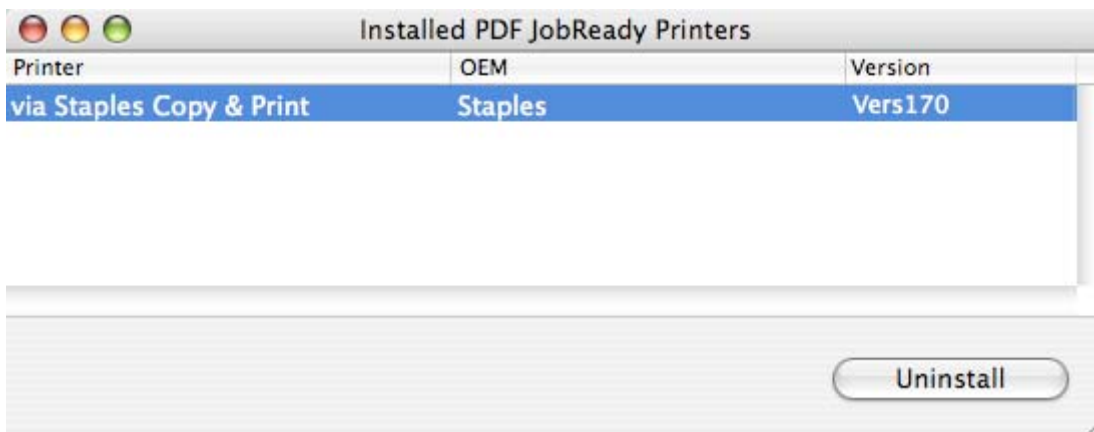 Installed PDF JobReady Printers
Printer OEM Version
via Staples Copy & Print Staples Vers170
Uninstall